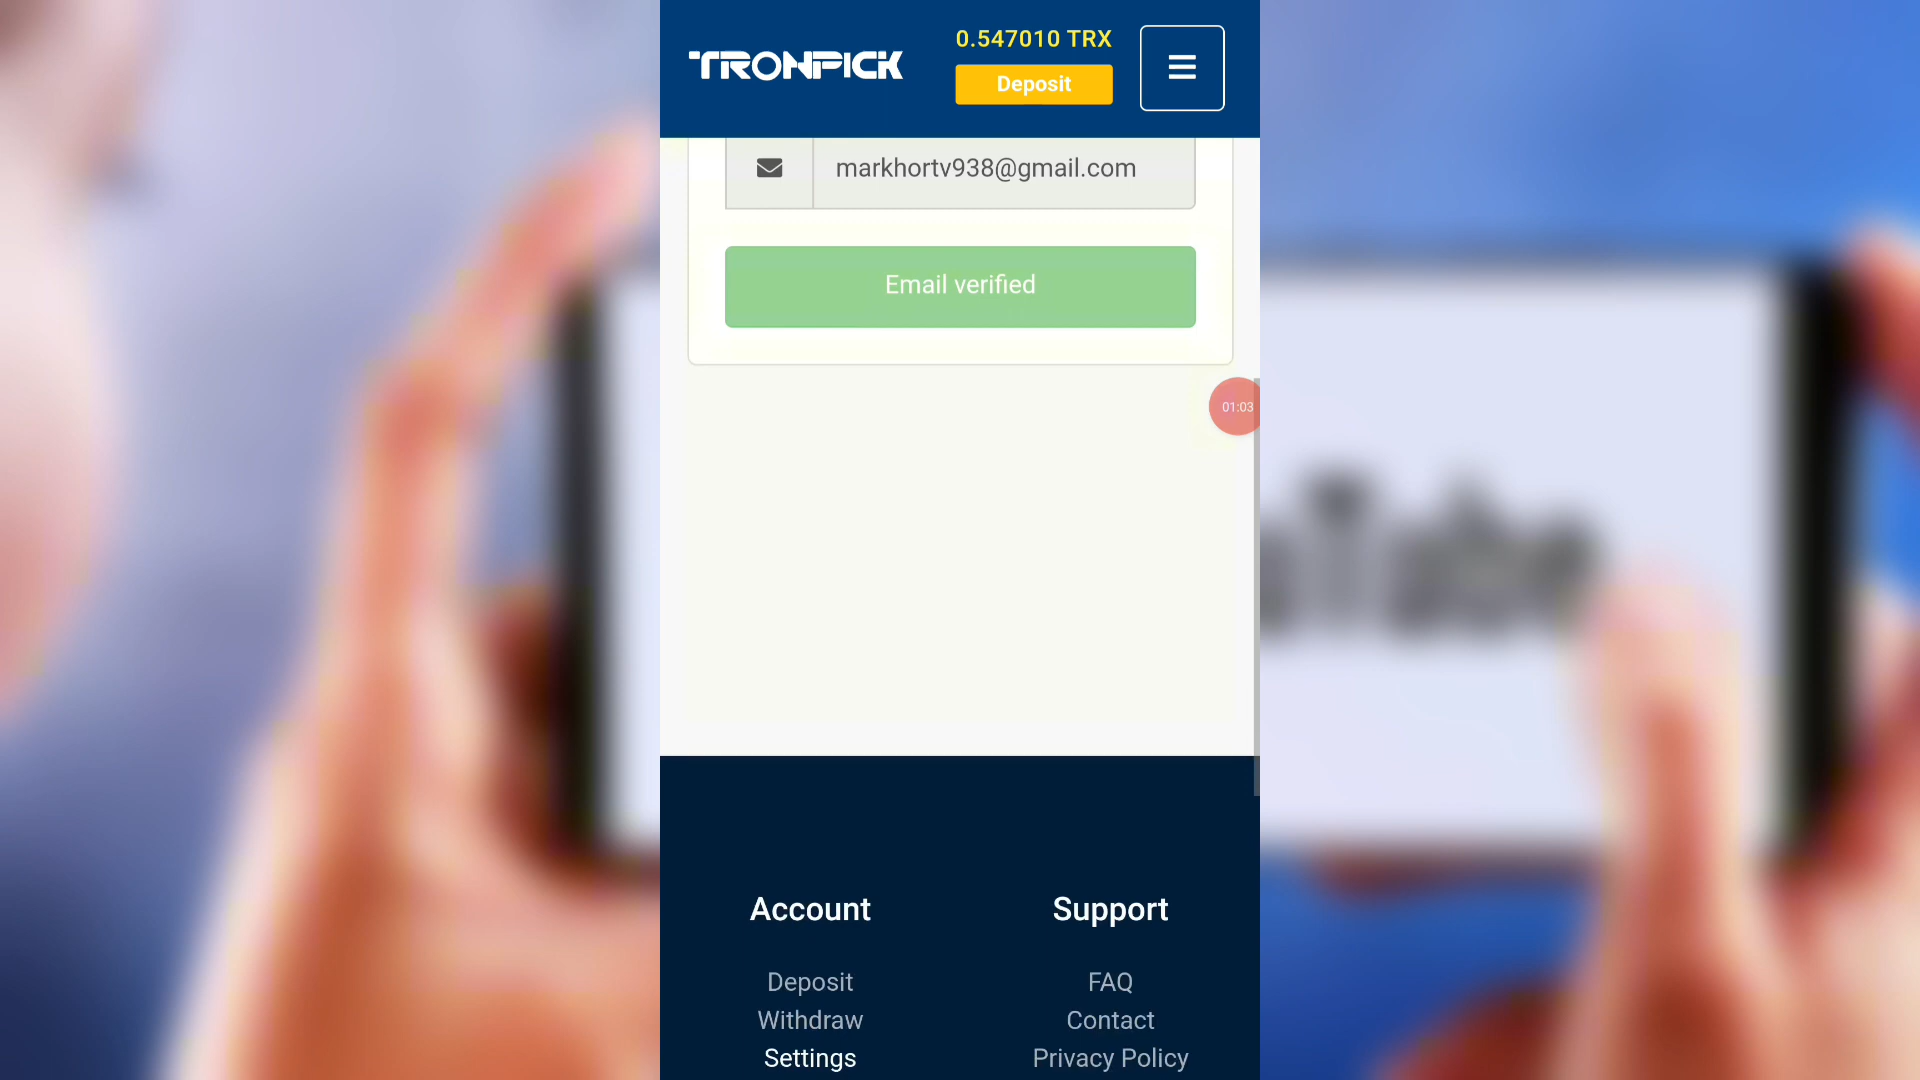 TRONPICK
0.547010 TRX
Deposit
markhortv938@gmail.com
Email verified
01:03
Account
Support
Deposit
FAQ
Withdraw
Contact
Settings
Privacy Policy